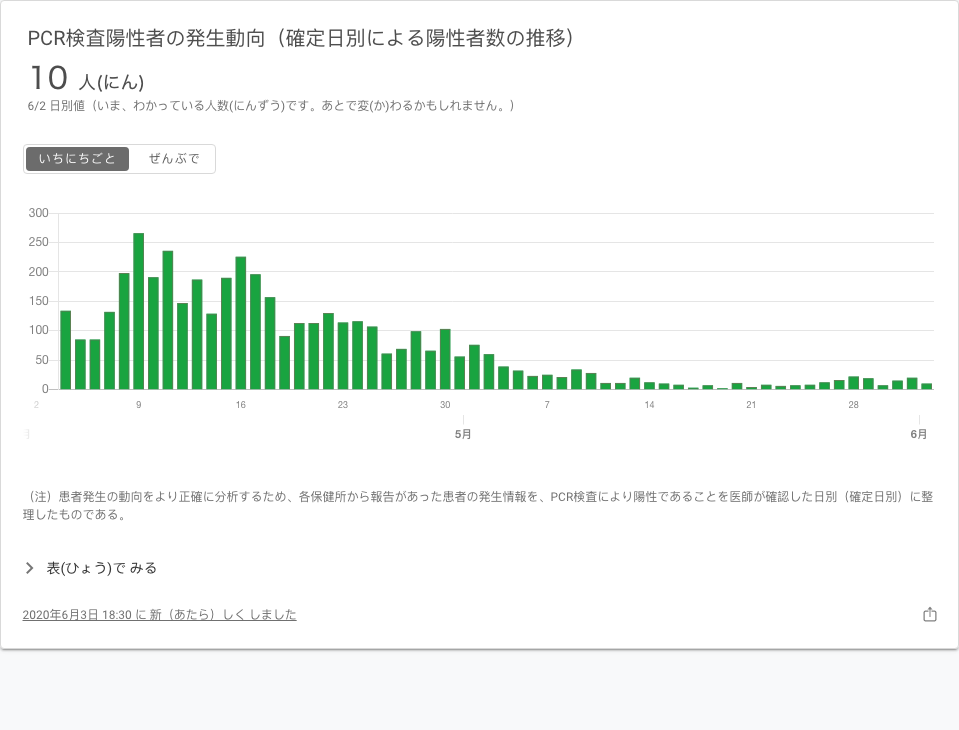 PCR検査陽性者の発生動向（確定日別による陽性者数の推移）
10 人(にん)
6/2 日別値（いま、わかっている人数(にんずう)です。あとで変(か)わるかもしれません。）
いちにちごと ぜんぶで
300
250
200
150
100
50
0
2 9 16 23 30 7 14 21 28
5月 6月
（注）患者発生の動向をより正確に分析するため、各保健所から報告があった患者の発生情報を、PCR検査により陽性であることを医師が確認した日別（確定日別）に整
理したものである。
表(ひょう)で みる
2020年6月3日 18:30 に 新（あたら）しく しました